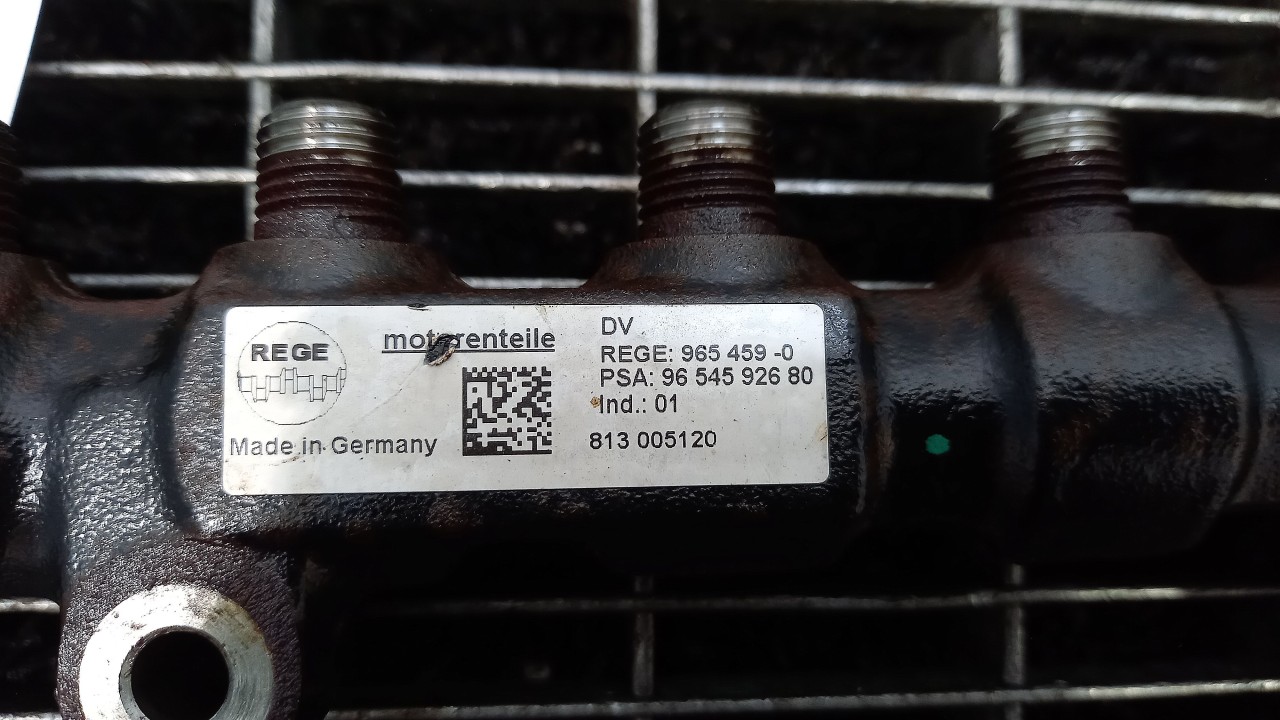 REGE
motorenteile
Made in Germany
DV
REGE: 965 459 -0
PSA: 96 545 926 80
Ind.: 01
813 005120